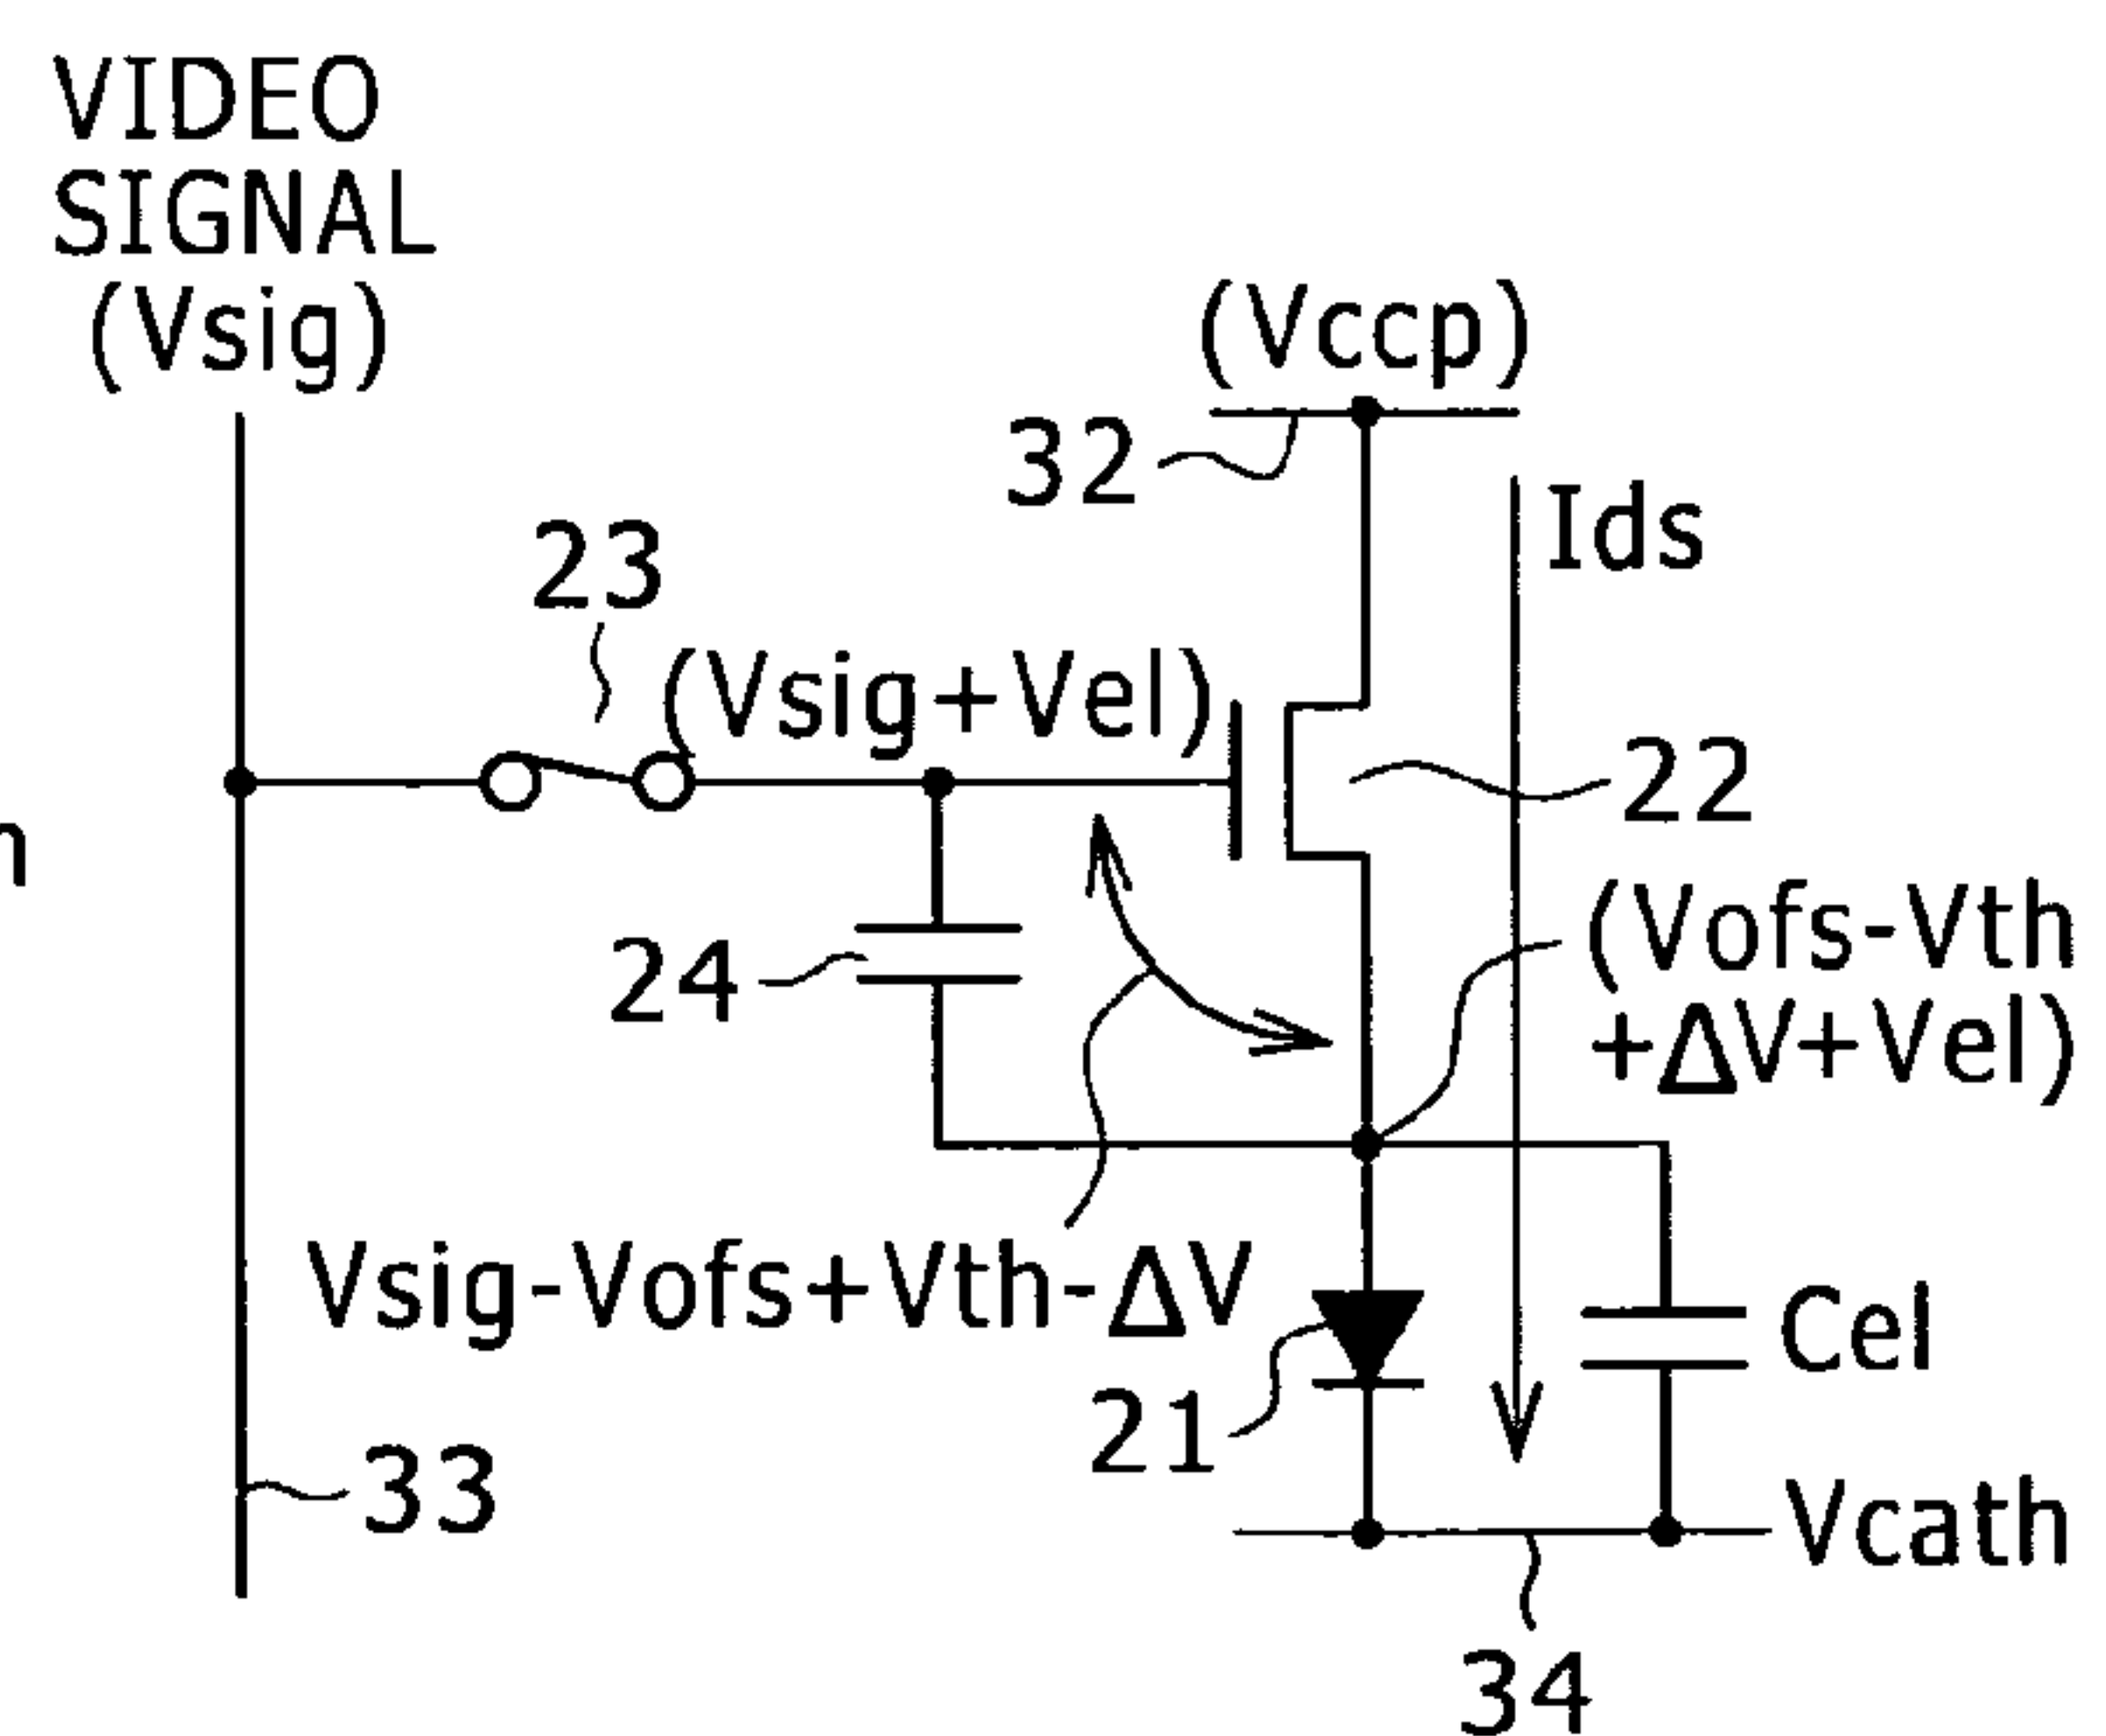 VIDEO
SIGNAL
(Vsig)
(Vccp)
32
Ids
23
(Vsig+Vel)
22
n
24
(Vofs-Vth
+ΔV+Vel)
Vsig-Vofs+Vth-ΔV
Cel
21
33
Vcath
34